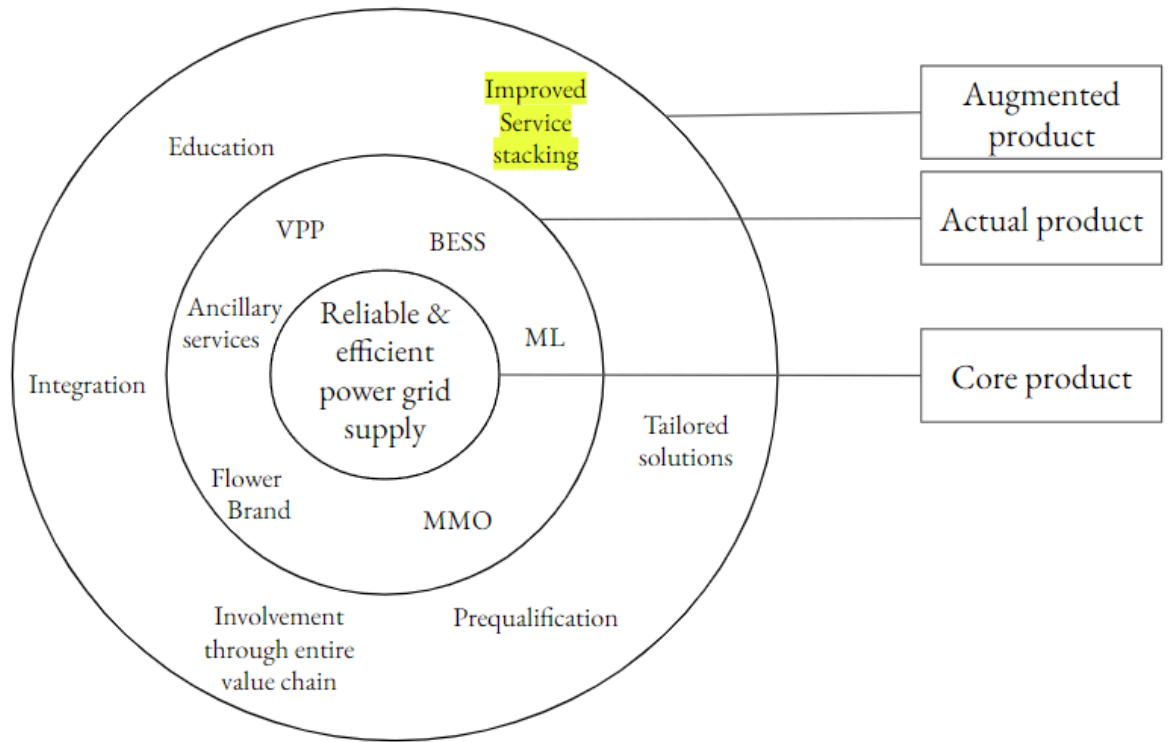 Improved
Service
stacking
Augmented
product
Education
Actual product
VPP
BESS
Ancillary
services
Reliable &
efficient
power grid
supply
ML
Core product
Integration
Tailored
solutions
Flower
Brand
MMO
Involvement
through entire
value chain
Prequalification